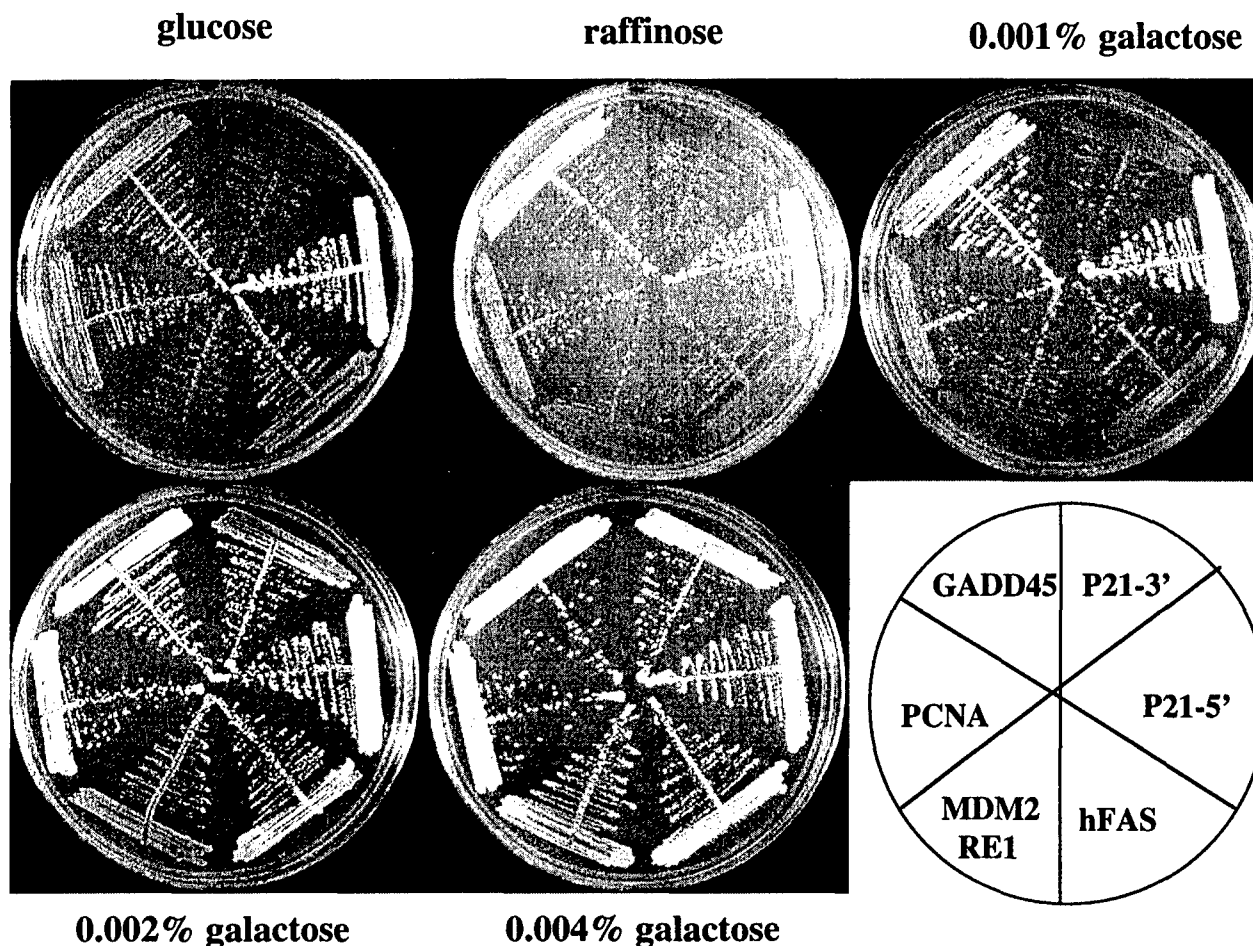 glucose
raffinose
0.001% galactose
GADD45
P21-3'
PCNA
P21-5'
MDM2
RE1
hFAS
0.002% galactose
0.004% galactose